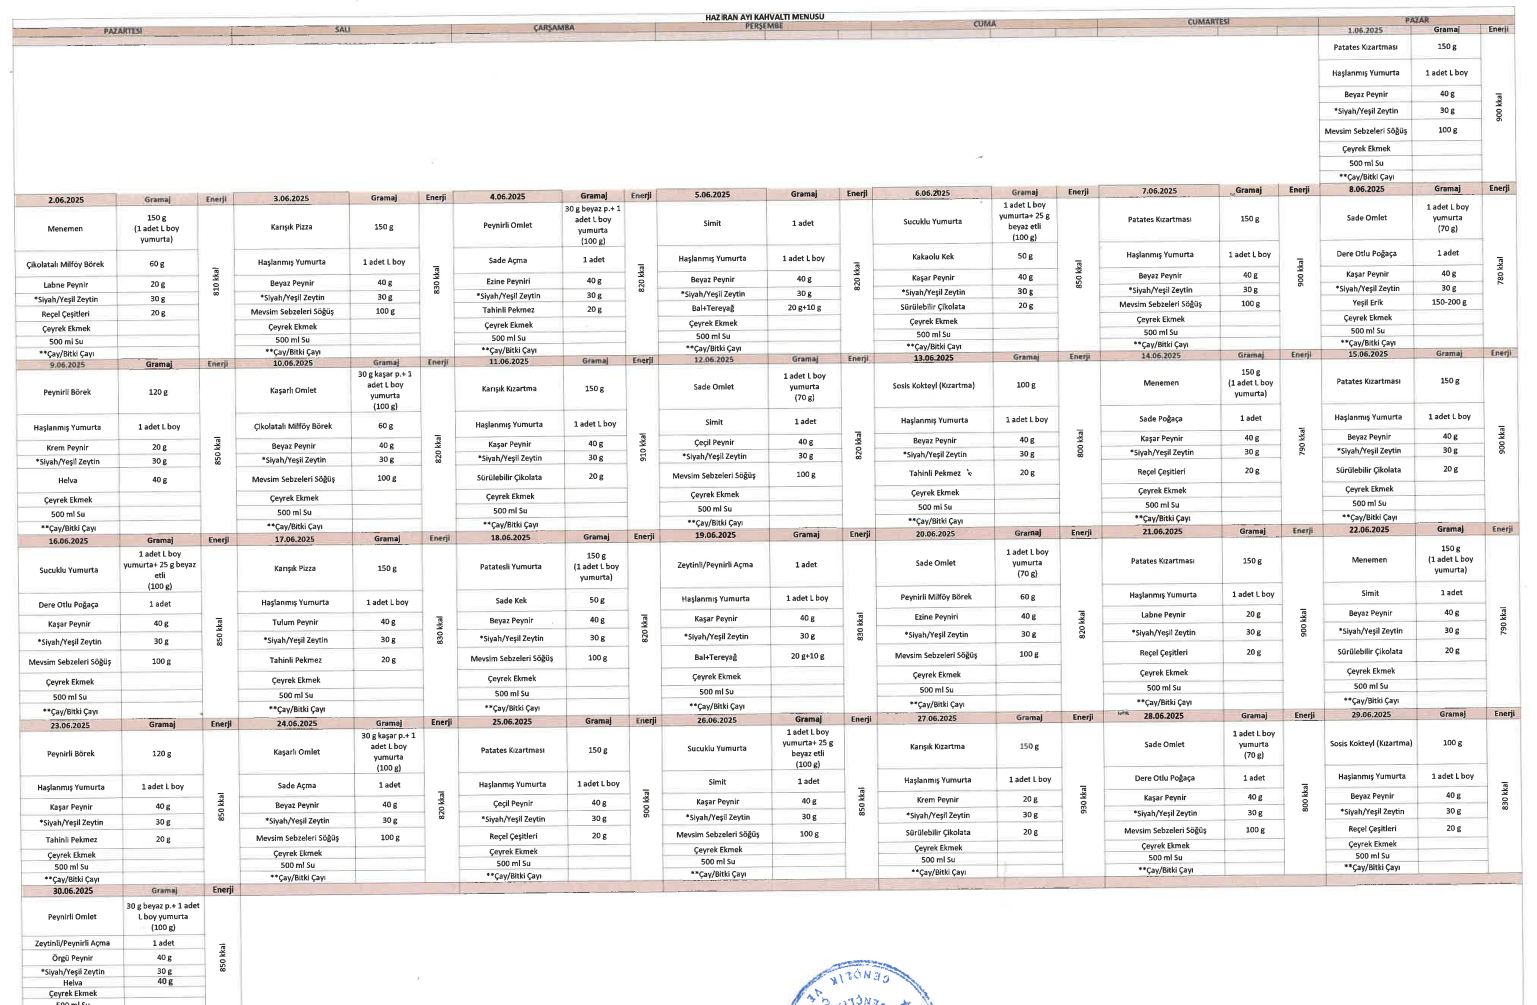 HAZİRAN AYI KAHVALTI MENÜSÜ
PAZARTESİ SALI ÇARŞAMBA PERŞEMBE CUMA CUMARTESİ PAZAR
1.06.2025 Gramaj Enerji
Patates Kızartması 150 g
Haşlanmış Yumurta 1 adet L boy
Beyaz Peynir 40 g
*Siyah/Yeşil Zeytin 30 g
Mevsim Sebzeleri Söğüş 100 g
Çeyrek Ekmek
500 ml Su
**Çay/Bitki Çayı
900 kkal
2.06.2025 Gramaj Enerji
Menemen 150 g
(1 adet L boy
yumurta)
Çikolatalı Milföy Börek 60 g
Labne Peynir 20 g
*Siyah/Yeşil Zeytin 30 g
Reçel Çeşitleri 20 g
Çeyrek Ekmek
500 ml Su
**Çay/Bitki Çayı
810 kkal
3.06.2025 Gramaj Enerji
Karışık Pizza 150 g
Haşlanmış Yumurta 1 adet L boy
Beyaz Peynir 40 g
*Siyah/Yeşil Zeytin 30 g
Mevsim Sebzeleri Söğüş 100 g
Çeyrek Ekmek
500 ml Su
**Çay/Bitki Çayı
830 kkal
4.06.2025 Gramaj Enerji
Peynirli Omlet 30 g beyaz p.+ 1
adet L boy
yumurta
(100 g)
Sade Açma 1 adet
Ezine Peyniri 40 g
*Siyah/Yeşil Zeytin 30 g
Tahinli Pekmez 20 g
Çeyrek Ekmek
500 ml Su
**Çay/Bitki Çayı
820 kkal
5.06.2025 Gramaj Enerji
Simit 1 adet
Haşlanmış Yumurta 1 adet L boy
Beyaz Peynir 40 g
*Siyah/Yeşil Zeytin 30 g
Bal+Tereyağ 20 g+10 g
Çeyrek Ekmek
500 ml Su
**Çay/Bitki Çayı
820 kkal
6.06.2025 Gramaj Enerji
Sucuklu Yumurta 1 adet L boy
yumurta+ 25 g
beyaz etli
(100 g)
Kakaolu Kek 50 g
Kaşar Peynir 40 g
*Siyah/Yeşil Zeytin 30 g
Sürülebilir Çikolata 20 g
Çeyrek Ekmek
500 ml Su
**Çay/Bitki Çayı
850 kkal
7.06.2025 Gramaj Enerji
Patates Kızartması 150 g
Haşlanmış Yumurta 1 adet L boy
Beyaz Peynir 40 g
*Siyah/Yeşil Zeytin 30 g
Mevsim Sebzeleri Söğüş 100 g
Çeyrek Ekmek
500 ml Su
**Çay/Bitki Çayı
900 kkal
8.06.2025 Gramaj Enerji
Sade Omlet 1 adet L boy
yumurta
(70 g)
Dere Otlu Poğaça 1 adet
Kaşar Peynir 40 g
*Siyah/Yeşil Zeytin 30 g
Yeşil Erik 150-200 g
Çeyrek Ekmek
500 ml Su
**Çay/Bitki Çayı
780 kkal
9.06.2025 Gramaj Enerji
Peynirli Börek 120 g
Haşlanmış Yumurta 1 adet L boy
Krem Peynir 20 g
*Siyah/Yeşil Zeytin 30 g
Helva 40 g
Çeyrek Ekmek
500 ml Su
**Çay/Bitki Çayı
850 kkal
10.06.2025 Gramaj Enerji
Kaşarlı Omlet 30 g kaşar p.+ 1
adet L boy
yumurta
(100 g)
Çikolatalı Milföy Börek 60 g
Beyaz Peynir 40 g
*Siyah/Yeşil Zeytin 30 g
Mevsim Sebzeleri Söğüş 100 g
Çeyrek Ekmek
500 ml Su
**Çay/Bitki Çayı
820 kkal
11.06.2025 Gramaj Enerji
Karışık Kızartma 150 g
Haşlanmış Yumurta 1 adet L boy
Kaşar Peynir 40 g
*Siyah/Yeşil Zeytin 30 g
Sürülebilir Çikolata 20 g
Çeyrek Ekmek
500 ml Su
**Çay/Bitki Çayı
910 kkal
12.06.2025 Gramaj Enerji
Sade Omlet 1 adet L boy
yumurta
(70 g)
Simit 1 adet
Çeçil Peynir 40 g
*Siyah/Yeşil Zeytin 30 g
Mevsim Sebzeleri Söğüş 100 g
Çeyrek Ekmek
500 ml Su
**Çay/Bitki Çayı
820 kkal
13.06.2025 Gramaj Enerji
Sosis Kokteyl (Kızartma) 100 g
Haşlanmış Yumurta 1 adet L boy
Beyaz Peynir 40 g
*Siyah/Yeşil Zeytin 30 g
Tahinli Pekmez 20 g
Çeyrek Ekmek
500 ml Su
**Çay/Bitki Çayı
800 kkal
14.06.2025 Gramaj Enerji
Menemen 150 g
(1 adet L boy
yumurta)
Sade Poğaça 1 adet
Kaşar Peynir 40 g
*Siyah/Yeşil Zeytin 30 g
Reçel Çeşitleri 20 g
Çeyrek Ekmek
500 ml Su
**Çay/Bitki Çayı
790 kkal
15.06.2025 Gramaj Enerji
Patates Kızartması 150 g
Haşlanmış Yumurta 1 adet L boy
Beyaz Peynir 40 g
*Siyah/Yeşil Zeytin 30 g
Sürülebilir Çikolata 20 g
Çeyrek Ekmek
500 ml Su
**Çay/Bitki Çayı
900 kkal
16.06.2025 Gramaj Enerji
Sucuklu Yumurta 1 adet L boy
yumurta+ 25 g beyaz
etli
(100 g)
Dere Otlu Poğaça 1 adet
Kaşar Peynir 40 g
*Siyah/Yeşil Zeytin 30 g
Mevsim Sebzeleri Söğüş 100 g
Çeyrek Ekmek
500 ml Su
**Çay/Bitki Çayı
850 kkal
17.06.2025 Gramaj Enerji
Karışık Pizza 150 g
Haşlanmış Yumurta 1 adet L boy
Tulum Peynir 40 g
*Siyah/Yeşil Zeytin 30 g
Tahinli Pekmez 20 g
Çeyrek Ekmek
500 ml Su
**Çay/Bitki Çayı
830 kkal
18.06.2025 Gramaj Enerji
Patatesli Yumurta 150 g
(1 adet L boy
yumurta)
Sade Kek 50 g
Beyaz Peynir 40 g
*Siyah/Yeşil Zeytin 30 g
Mevsim Sebzeleri Söğüş 100 g
Çeyrek Ekmek
500 ml Su
**Çay/Bitki Çayı
820 kkal
19.06.2025 Gramaj Enerji
Zeytinli/Peynirli Açma 1 adet
Haşlanmış Yumurta 1 adet L boy
Kaşar Peynir 40 g
*Siyah/Yeşil Zeytin 30 g
Bal+Tereyağ 20 g+10 g
Çeyrek Ekmek
500 ml Su
**Çay/Bitki Çayı
830 kkal
20.06.2025 Gramaj Enerji
Sade Omlet 1 adet L boy
yumurta
(70 g)
Peynirli Milföy Börek 60 g
Ezine Peyniri 40 g
*Siyah/Yeşil Zeytin 30 g
Mevsim Sebzeleri Söğüş 100 g
Çeyrek Ekmek
500 ml Su
**Çay/Bitki Çayı
820 kkal
21.06.2025 Gramaj Enerji
Patates Kızartması 150 g
Haşlanmış Yumurta 1 adet L boy
Labne Peynir 20 g
*Siyah/Yeşil Zeytin 30 g
Reçel Çeşitleri 20 g
Çeyrek Ekmek
500 ml Su
**Çay/Bitki Çayı
900 kkal
22.06.2025 Gramaj Enerji
Menemen 150 g
(1 adet L boy
yumurta)
Simit 1 adet
Beyaz Peynir 40 g
*Siyah/Yeşil Zeytin 30 g
Sürülebilir Çikolata 20 g
Çeyrek Ekmek
500 ml Su
**Çay/Bitki Çayı
790 kkal
23.06.2025 Gramaj Enerji
Peynirli Börek 120 g
Haşlanmış Yumurta 1 adet L boy
Kaşar Peynir 40 g
*Siyah/Yeşil Zeytin 30 g
Tahinli Pekmez 20 g
Çeyrek Ekmek
500 ml Su
**Çay/Bitki Çayı
850 kkal
24.06.2025 Gramaj Enerji
Kaşarlı Omlet 30 g kaşar p.+ 1
adet L boy
yumurta
(100 g)
Sade Açma 1 adet
Beyaz Peynir 40 g
*Siyah/Yeşil Zeytin 30 g
Mevsim Sebzeleri Söğüş 100 g
Çeyrek Ekmek
500 ml Su
**Çay/Bitki Çayı
820 kkal
25.06.2025 Gramaj Enerji
Patates Kızartması 150 g
Haşlanmış Yumurta 1 adet L boy
Çeçil Peynir 40 g
*Siyah/Yeşil Zeytin 30 g
Reçel Çeşitleri 20 g
Çeyrek Ekmek
500 ml Su
**Çay/Bitki Çayı
900 kkal
26.06.2025 Gramaj Enerji
Sucuklu Yumurta 1 adet L boy
yumurta+ 25 g
beyaz etli
(100 g)
Simit 1 adet
Kaşar Peynir 40 g
*Siyah/Yeşil Zeytin 30 g
Mevsim Sebzeleri Söğüş 100 g
Çeyrek Ekmek
500 ml Su
**Çay/Bitki Çayı
850 kkal
27.06.2025 Gramaj Enerji
Karışık Kızartma 150 g
Haşlanmış Yumurta 1 adet L boy
Krem Peynir 20 g
*Siyah/Yeşil Zeytin 30 g
Sürülebilir Çikolata 20 g
Çeyrek Ekmek
500 ml Su
**Çay/Bitki Çayı
930 kkal
28.06.2025 Gramaj Enerji
Sade Omlet 1 adet L boy
yumurta
(70 g)
Dere Otlu Poğaça 1 adet
Kaşar Peynir 40 g
*Siyah/Yeşil Zeytin 30 g
Mevsim Sebzeleri Söğüş 100 g
Çeyrek Ekmek
500 ml Su
**Çay/Bitki Çayı
800 kkal
29.06.2025 Gramaj Enerji
Sosis Kokteyl (Kızartma) 100 g
Haşlanmış Yumurta 1 adet L boy
Beyaz Peynir 40 g
*Siyah/Yeşil Zeytin 30 g
Reçel Çeşitleri 20 g
Çeyrek Ekmek
500 ml Su
**Çay/Bitki Çayı
830 kkal
30.06.2025 Gramaj Enerji
Peynirli Omlet 30 g beyaz p.+ 1 adet
L boy yumurta
(100 g)
Zeytinli/Peynirli Açma 1 adet
Örgü Peynir 40 g
*Siyah/Yeşil Zeytin 30 g
Helva 40 g
Çeyrek Ekmek
500 ml Su
850 kkal
GENÇLİK VE